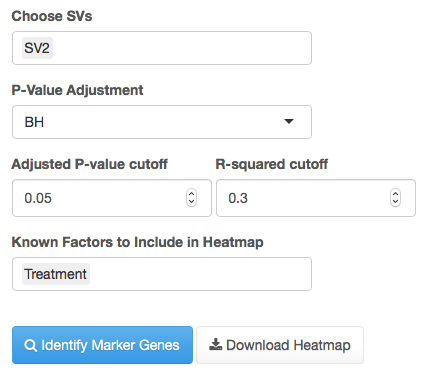 Choose SVs
SV2
P-Value Adjustment
BH
Adjusted P-value cutoff R-squared cutoff
0.05 0.3
Known Factors to Include in Heatmap
Treatment
Identify Marker Genes Download Heatmap